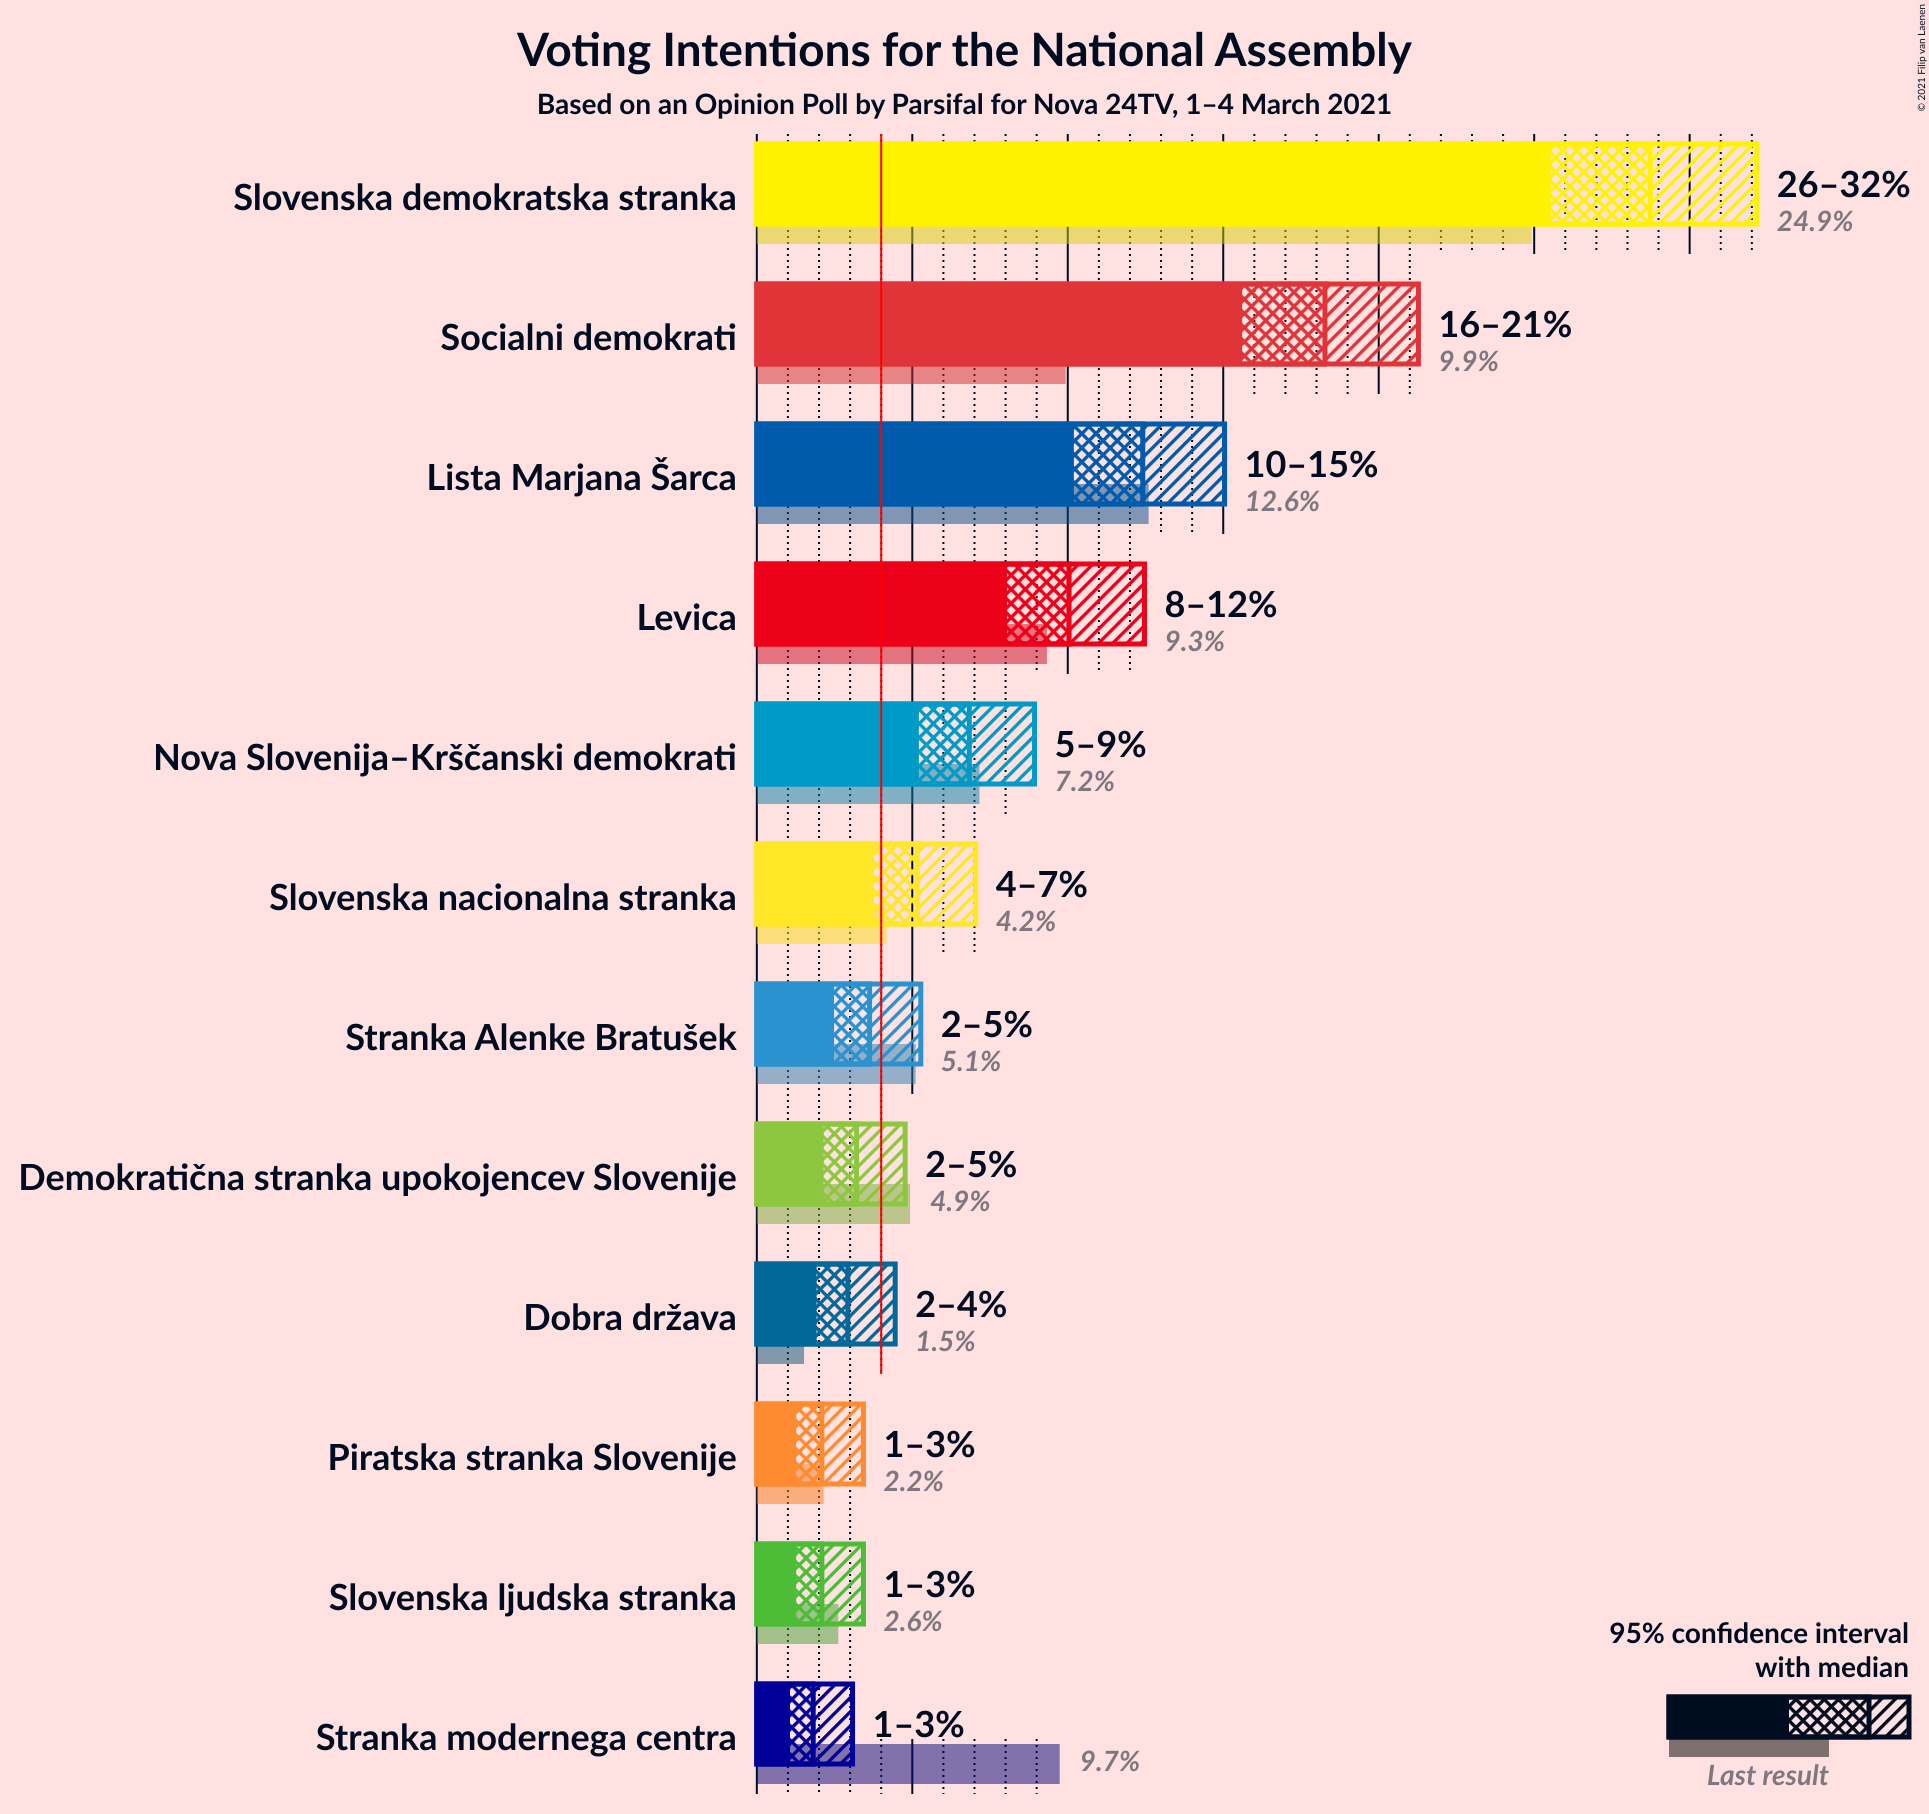 Voting Intentions for the National Assembly
Based on an Opinion Poll by Parsifal for Nova 24TV, 1–4 March 2021
© 2021 Filip van Laenen
Slovenska demokratska stranka
26–32%
24.9%
Socialni demokrati
16–21%
9.9%
Lista Marjana Šarca
10–15%
12.6%
Levica
8–12%
9.3%
Nova Slovenija–Krščanski demokrati
5–9%
7.2%
Slovenska nacionalna stranka
4–7%
4.2%
Stranka Alenke Bratušek
2–5%
5.1%
Demokratična stranka upokojencev Slovenije
2–5%
4.9%
Dobra država
2–4%
1.5%
Piratska stranka Slovenije
1–3%
2.2%
Slovenska ljudska stranka
1–3%
2.6%
Stranka modernega centra
1–3%
9.7%
95% confidence interval
with median
Last result